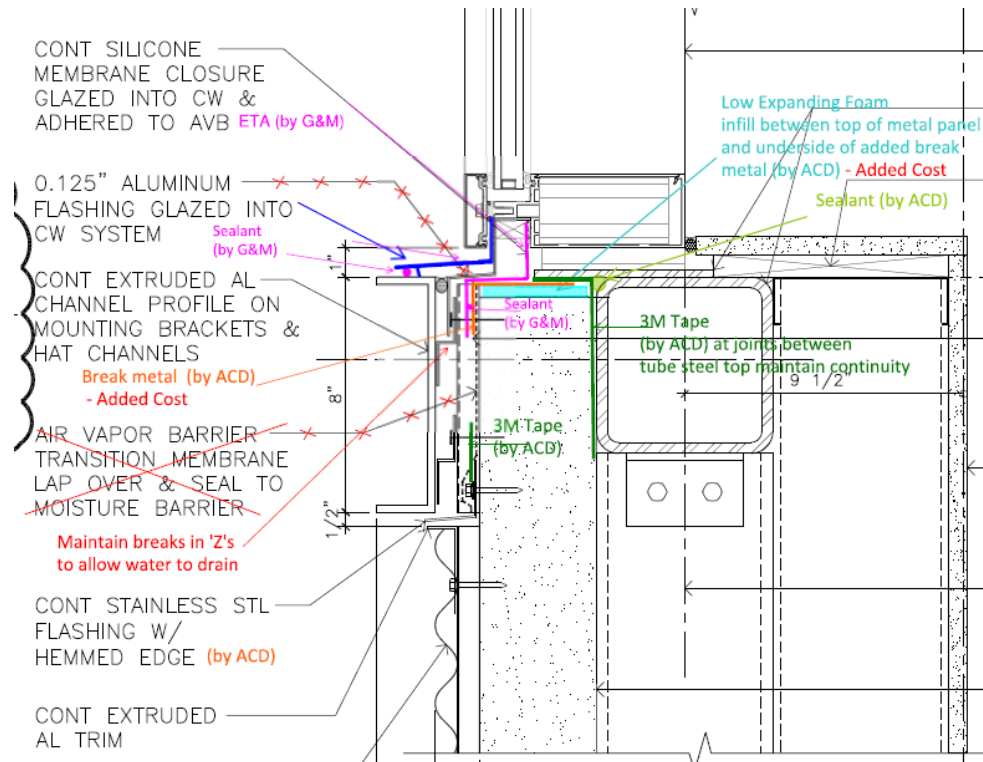 CONT SILICONE
MEMBRANE CLOSURE
GLAZED INTO CW &
ADHERED TO AVB ETA (by G&M)
0.125" ALUMINUM
FLASHING GLAZED INTO
CW SYSTEM
Sealant
(by G&M)
CONT EXTRUDED AL
CHANNEL PROFILE ON
MOUNTING BRACKETS &
HAT CHANNELS
Break metal (by ACD)
- Added Cost
AIR VAPOR BARRIER
TRANSITION MEMBRANE
LAP OVER & SEAL TO
MOISTURE BARRIER
Maintain breaks in 'Z's
to allow water to drain
CONT STAINLESS STL
FLASHING W/
HEMMED EDGE (by ACD)
CONT EXTRUDED
AL TRIM
1"
8"
1/2"
1/2"
Low Expanding Foam
infill between top of metal panel
and underside of added break
metal (by ACD) - Added Cost
Sealant (by ACD)
Sealant
(by G&M)
3M Tape
(by ACD) at joints between
tube steel top maintain continuity
9 1/2"
3M Tape
(by ACD)